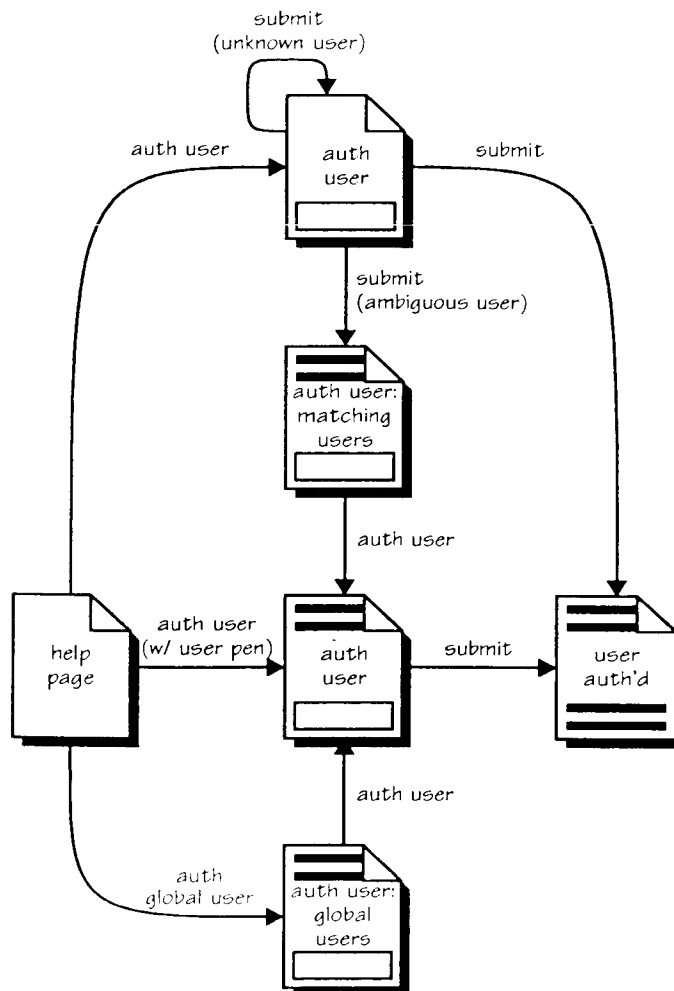 submit
(unknown user)
auth user
auth
user
submit
submit
(ambiguous user)
auth user:
matching
users
auth user
help
page
auth user
(w/ user pen)
auth
user
submit
user
auth'd
auth user
auth
global user
auth user:
global
users